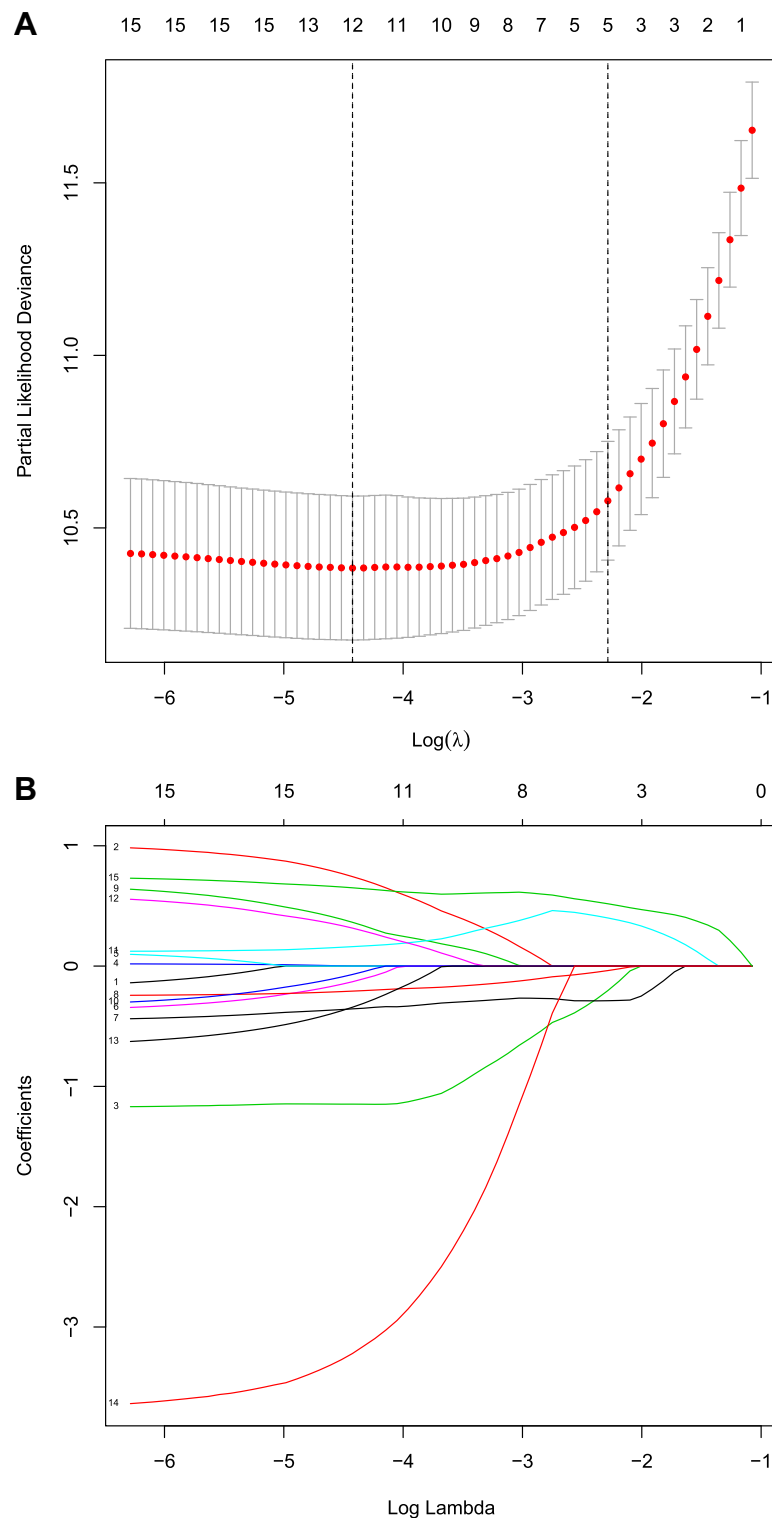 A
15 15 15 15 13 12 11 10 9 8 7 5 5 3 3 2 1
Partial Likelihood Deviance
11.5
11.0
10.5
−6 −5 −4 −3 −2 −1
Log(λ)
B
15 15 11 8 3 0
Coefficients
1
0
−1
−2
−3
2
15
9
12
11
5
4
1
8
10
6
7
13
3
14
−6 −5 −4 −3 −2 −1
Log Lambda